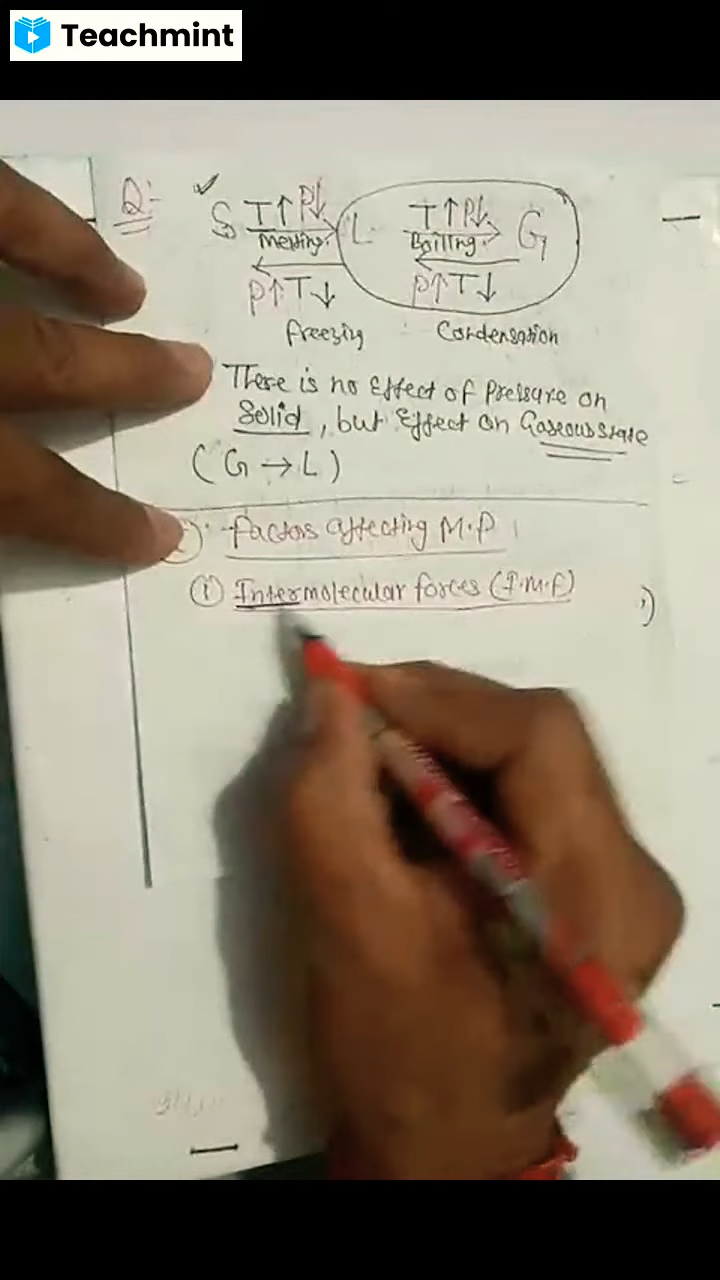 Teachmint
Q:-
S T↑ P↓ L T↑ P↓ G
Melting. Boiling.
P↑ T↓ P↑ T↓
freezing Condensation
There is no effect of Pressure on
Solid, but effect on Gaseous state
(G → L)
Factors affecting M.P
① Intermolecular forces (I.M.F)